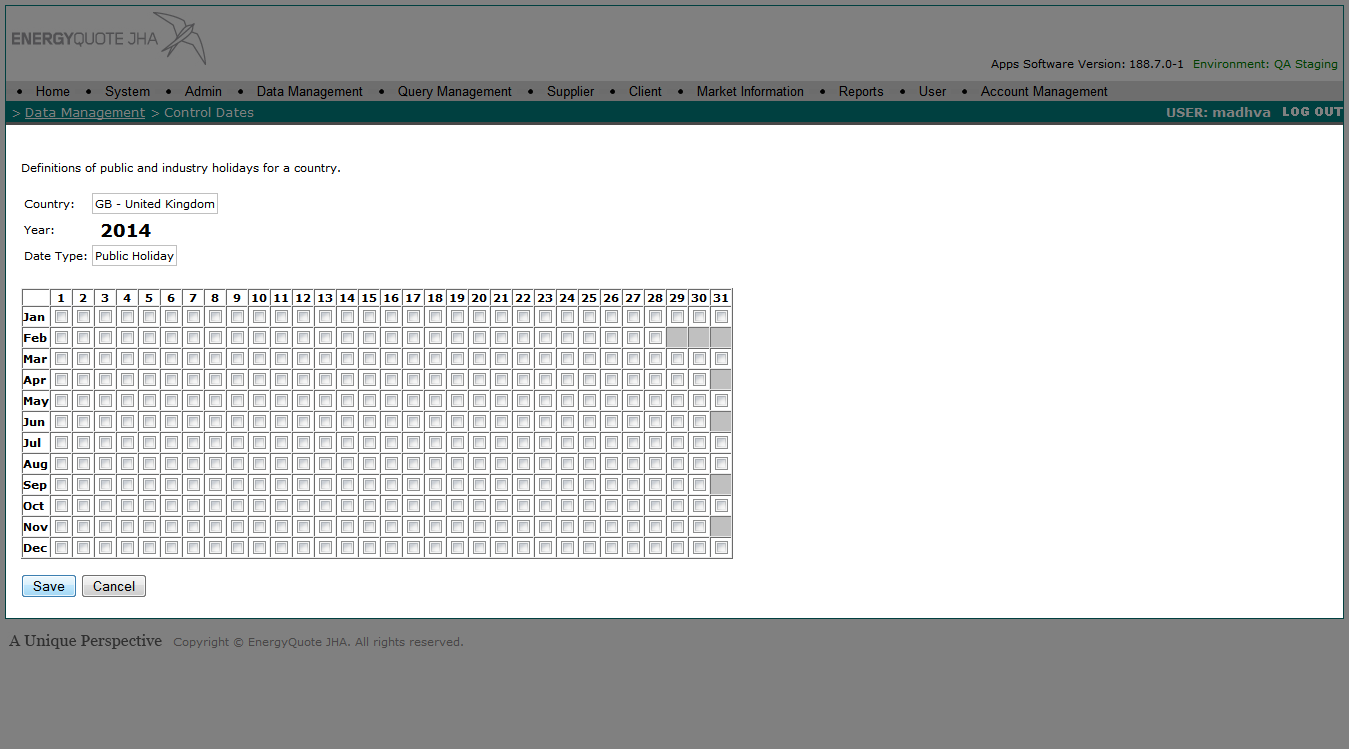 ENERGYQUOTE JHA
Apps Software Version: 188.7.0-1 Environment: QA Staging
• Home • System • Admin • Data Management • Query Management • Supplier • Client • Market Information • Reports • User • Account Management
> Data Management > Control Dates USER: madhva LOG OUT
Definitions of public and industry holidays for a country.
Country: GB - United Kingdom
Year: 2014
Date Type: Public Holiday
1 2 3 4 5 6 7 8 9 10 11 12 13 14 15 16 17 18 19 20 21 22 23 24 25 26 27 28 29 30 31
Jan
Feb
Mar
Apr
May
Jun
Jul
Aug
Sep
Oct
Nov
Dec
Save Cancel
A Unique Perspective Copyright © EnergyQuote JHA. All rights reserved.